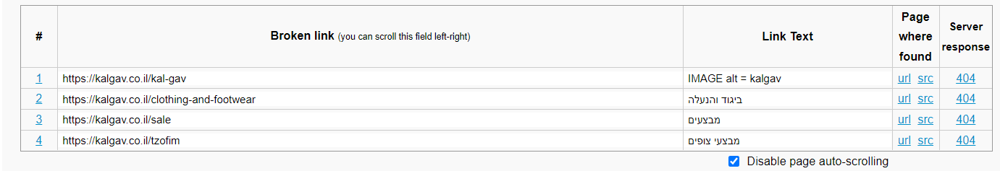 # Broken link (you can scroll this field left-right) Link Text Page where found Server response
1 https://kalgav.co.il/kal-gav IMAGE alt = kalgav url src 404
2 https://kalgav.co.il/clothing-and-footwear ביגוד והנעלה url src 404
3 https://kalgav.co.il/sale מבצעים url src 404
4 https://kalgav.co.il/tzofim מבצעי צופים url src 404
Disable page auto-scrolling